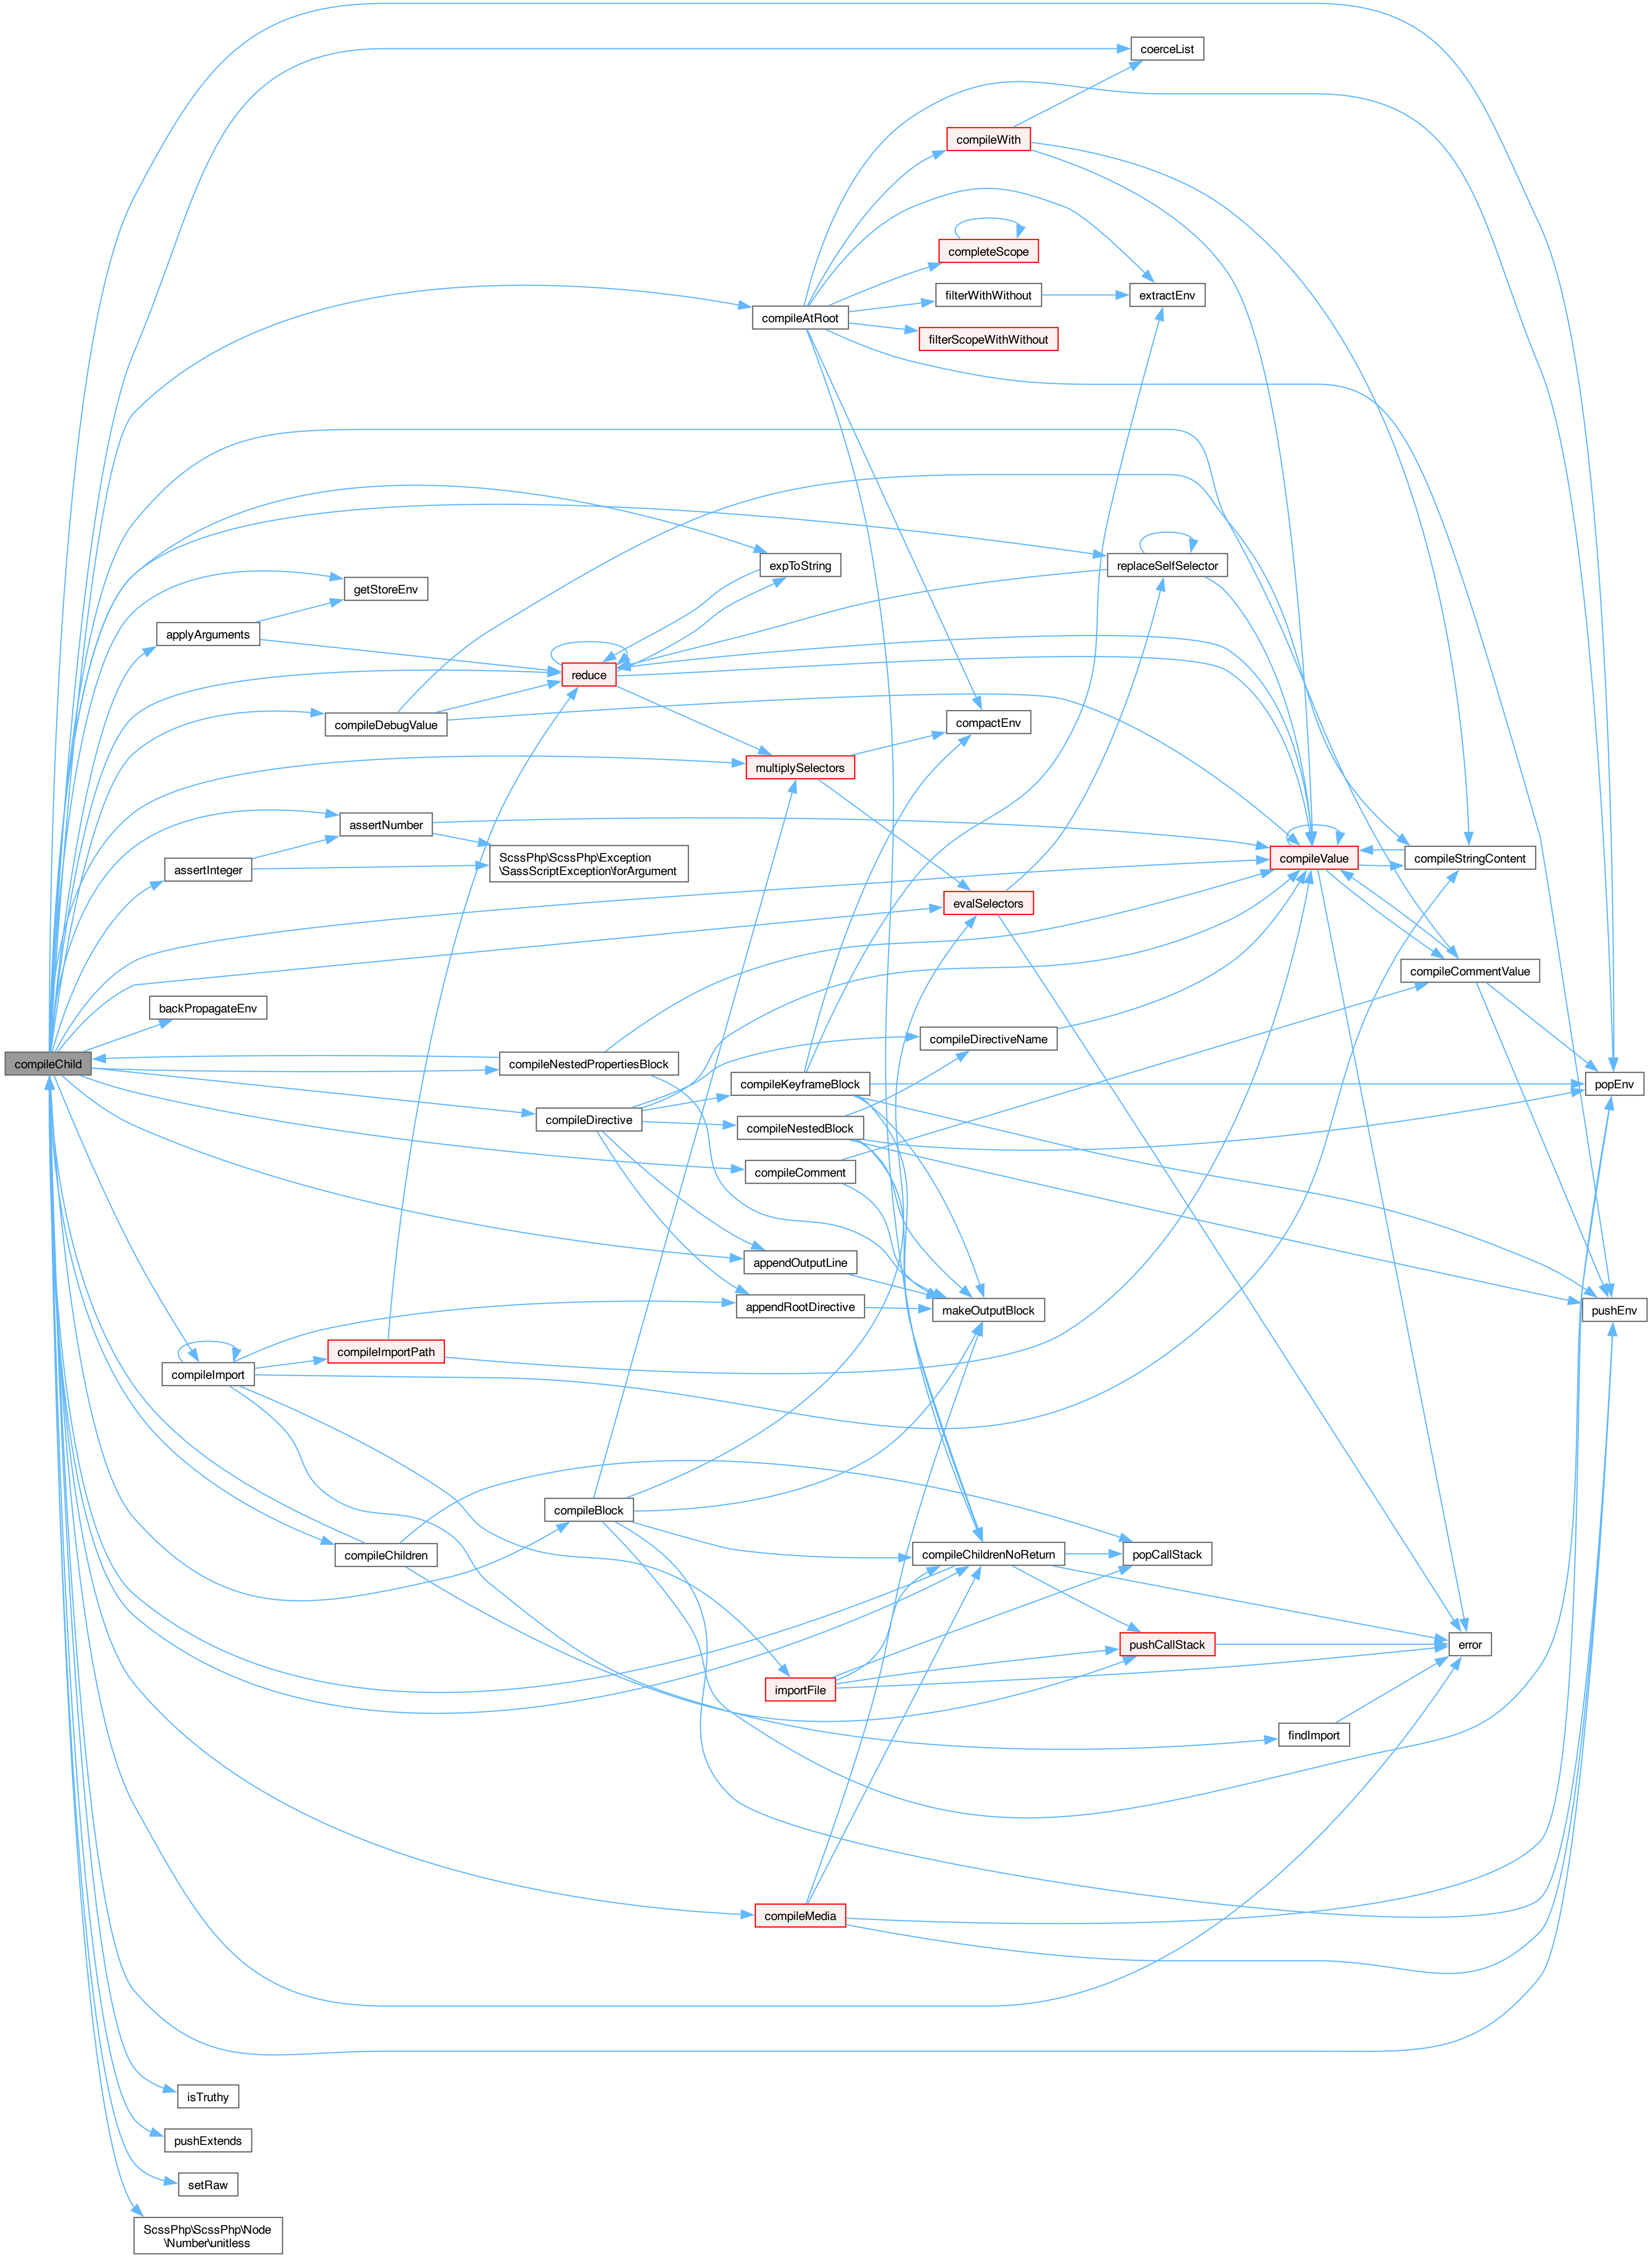 coerceList
compileWith
completeScope
filterWithWithout
extractEnv
compileAtRoot
filterScopeWithWithout
expToString
replaceSelfSelector
getStoreEnv
applyArguments
reduce
compileDebugValue
compactEnv
multiplySelectors
assertNumber
ScssPhp\ScssPhp\Exception
\SassScriptException\forArgument
assertInteger
compileValue
compileStringContent
evalSelectors
compileCommentValue
backPropagateEnv
compileDirectiveName
compileChild
compileNestedPropertiesBlock
compileKeyframeBlock
popEnv
compileDirective
compileNestedBlock
compileComment
appendOutputLine
appendRootDirective
makeOutputBlock
pushEnv
compileImportPath
compileImport
compileBlock
compileChildren
compileChildrenNoReturn
popCallStack
pushCallStack
error
importFile
findImport
compileMedia
isTruthy
pushExtends
setRaw
ScssPhp\ScssPhp\Node
\Number\unitless